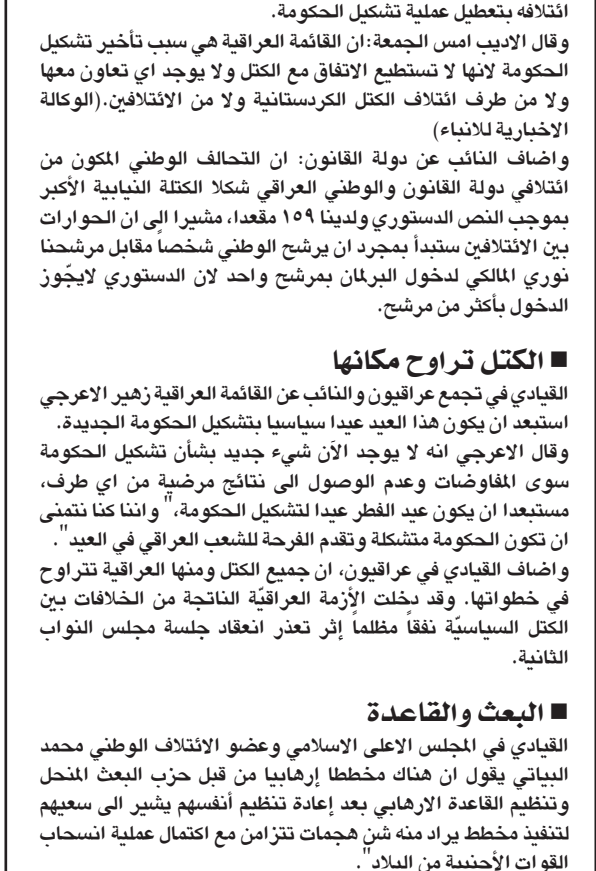 ائتلافه بتعطيل عملية تشكيل الحكومة.
وقال الاديب امس الجمعة:ان القائمة العراقية هي سبب تأخير تشكيل
الحكومة لانها لا تستطيع الاتفاق مع الكتل ولا يوجد اي تعاون معها
ولا من طرف ائتلاف الكتل الكردستانية ولا من الائتلافين.(الوكالة
الاخبارية للانباء)
واضاف النائب عن دولة القانون: ان التحالف الوطني المكون من
ائتلافي دولة القانون والوطني العراقي شكلا الكتلة النيابية الأكبر
بموجب النص الدستوري ولدينا ١٥٩ مقعدا، مشيرا الى ان الحوارات
بين الائتلافين ستبدأ بمجرد ان يرشح الوطني شخصاً مقابل مرشحنا
نوري المالكي لدخول البرلمان بمرشح واحد لان الدستوري لايجّوز
الدخول بأكثر من مرشح.
■ الكتل تراوح مكانها
القيادي في تجمع عراقيون والنائب عن القائمة العراقية زهير الاعرجي
استبعد ان يكون هذا العيد عيدا سياسيا بتشكيل الحكومة الجديدة.
وقال الاعرجي انه لا يوجد الآن شيء جديد بشأن تشكيل الحكومة
سوى المفاوضات وعدم الوصول الى نتائج مرضية من اي طرف،
مستبعدا ان يكون عيد الفطر عيدا لتشكيل الحكومة،" واننا كنا نتمنى
ان تكون الحكومة متشكلة وتقدم الفرحة للشعب العراقي في العيد".
واضاف القيادي في عراقيون، ان جميع الكتل ومنها العراقية تتراوح
في خطواتها. وقد دخلت الأزمة العراقيّة الناتجة من الخلافات بين
الكتل السياسيّة نفقاً مظلماً إثر تعذر انعقاد جلسة مجلس النواب
الثانية.
■ البعث والقاعدة
القيادي في المجلس الاعلى الاسلامي وعضو الائتلاف الوطني محمد
البياتي يقول ان هناك مخططا إرهابيا من قبل حزب البعث المنحل
وتنظيم القاعدة الارهابي بعد إعادة تنظيم أنفسهم يشير الى سعيهم
لتنفيذ مخطط يراد منه شن هجمات تتزامن مع اكتمال عملية انسحاب
القوات الأجنبية من البلاد".